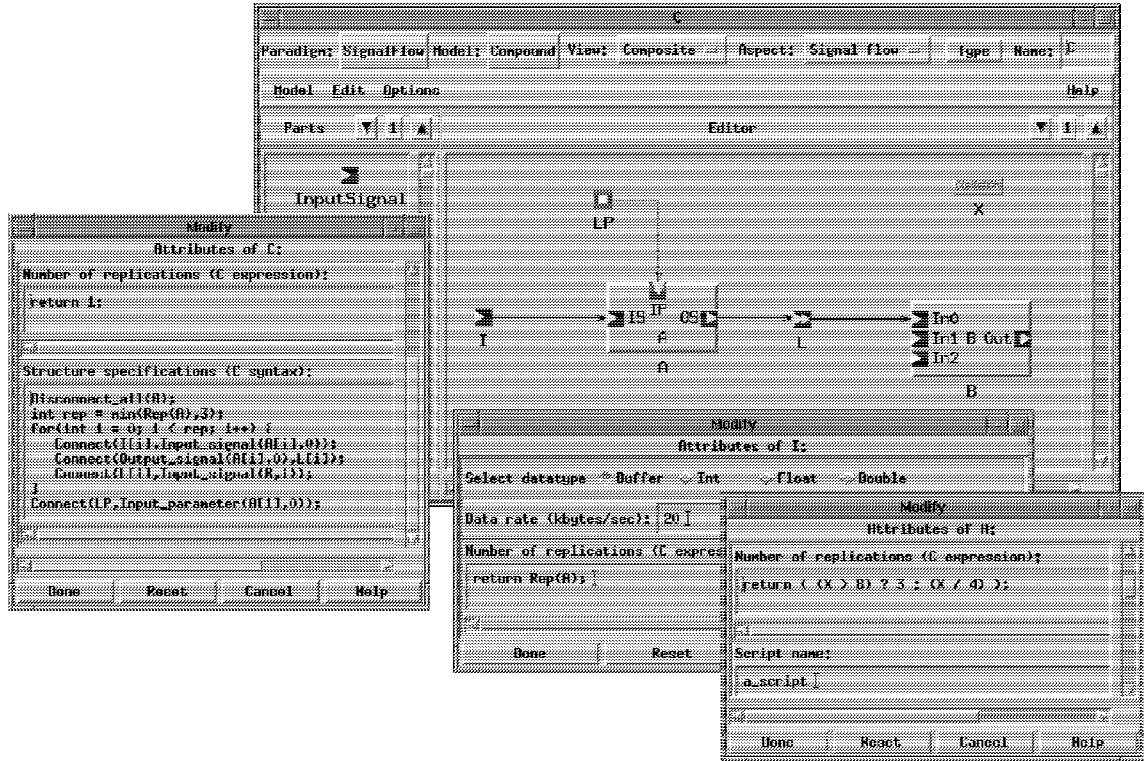 C
Paradigm: SignalFlow Model: Compound View: Composite Aspect: Signal flow Type Name: C
Model Edit Options Help
Parts 1 Editor 1
InputSignal
LP
X
IP
IS OS
A
A
I
L
In0
In1 B Out
In2
B
Modify
Attributes of C:
Number of replications (C expression):
return 1;
Structure specifications (C syntax):
Disconnect_all(A);
int rep = min(Rep(A),3);
for(int i = 0; i < rep; i++) {
Connect(I[i],Input_signal(A[i],0));
Connect(Output_signal(A[i],0),L[i]);
Connect(L[i],Input_signal(B,i));
}
Connect(LP,Input_parameter(A[1],0));
Done Reset Cancel Help
Modify
Attributes of I:
Select datatype Buffer Int Float Double
Data rate (kbytes/sec): 20
Number of replications (C expres
return Rep(A);
Done Reset
Modify
Attributes of A:
Number of replications (C expression):
return ( (X > 8) ? 3 : (X / 4) );
Script name:
a_script
Done Reset Cancel Help